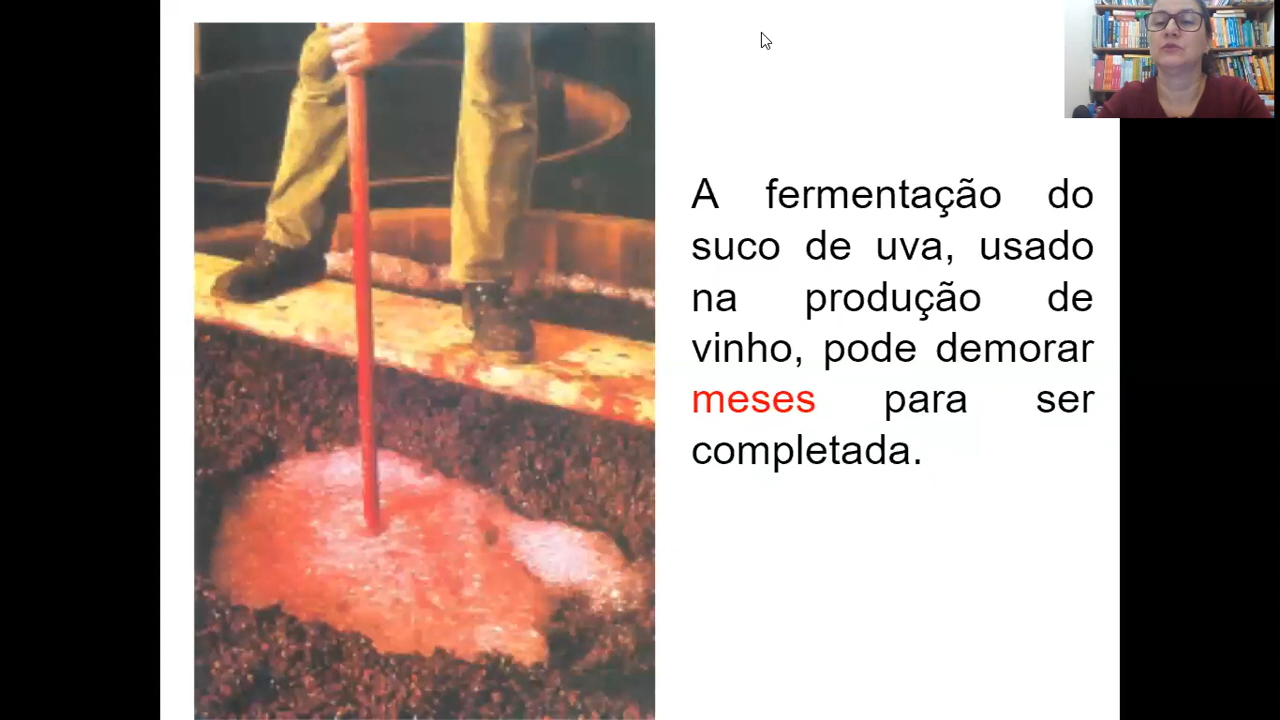 A fermentação do
suco de uva, usado
na produção de
vinho, pode demorar
meses para ser
completada.